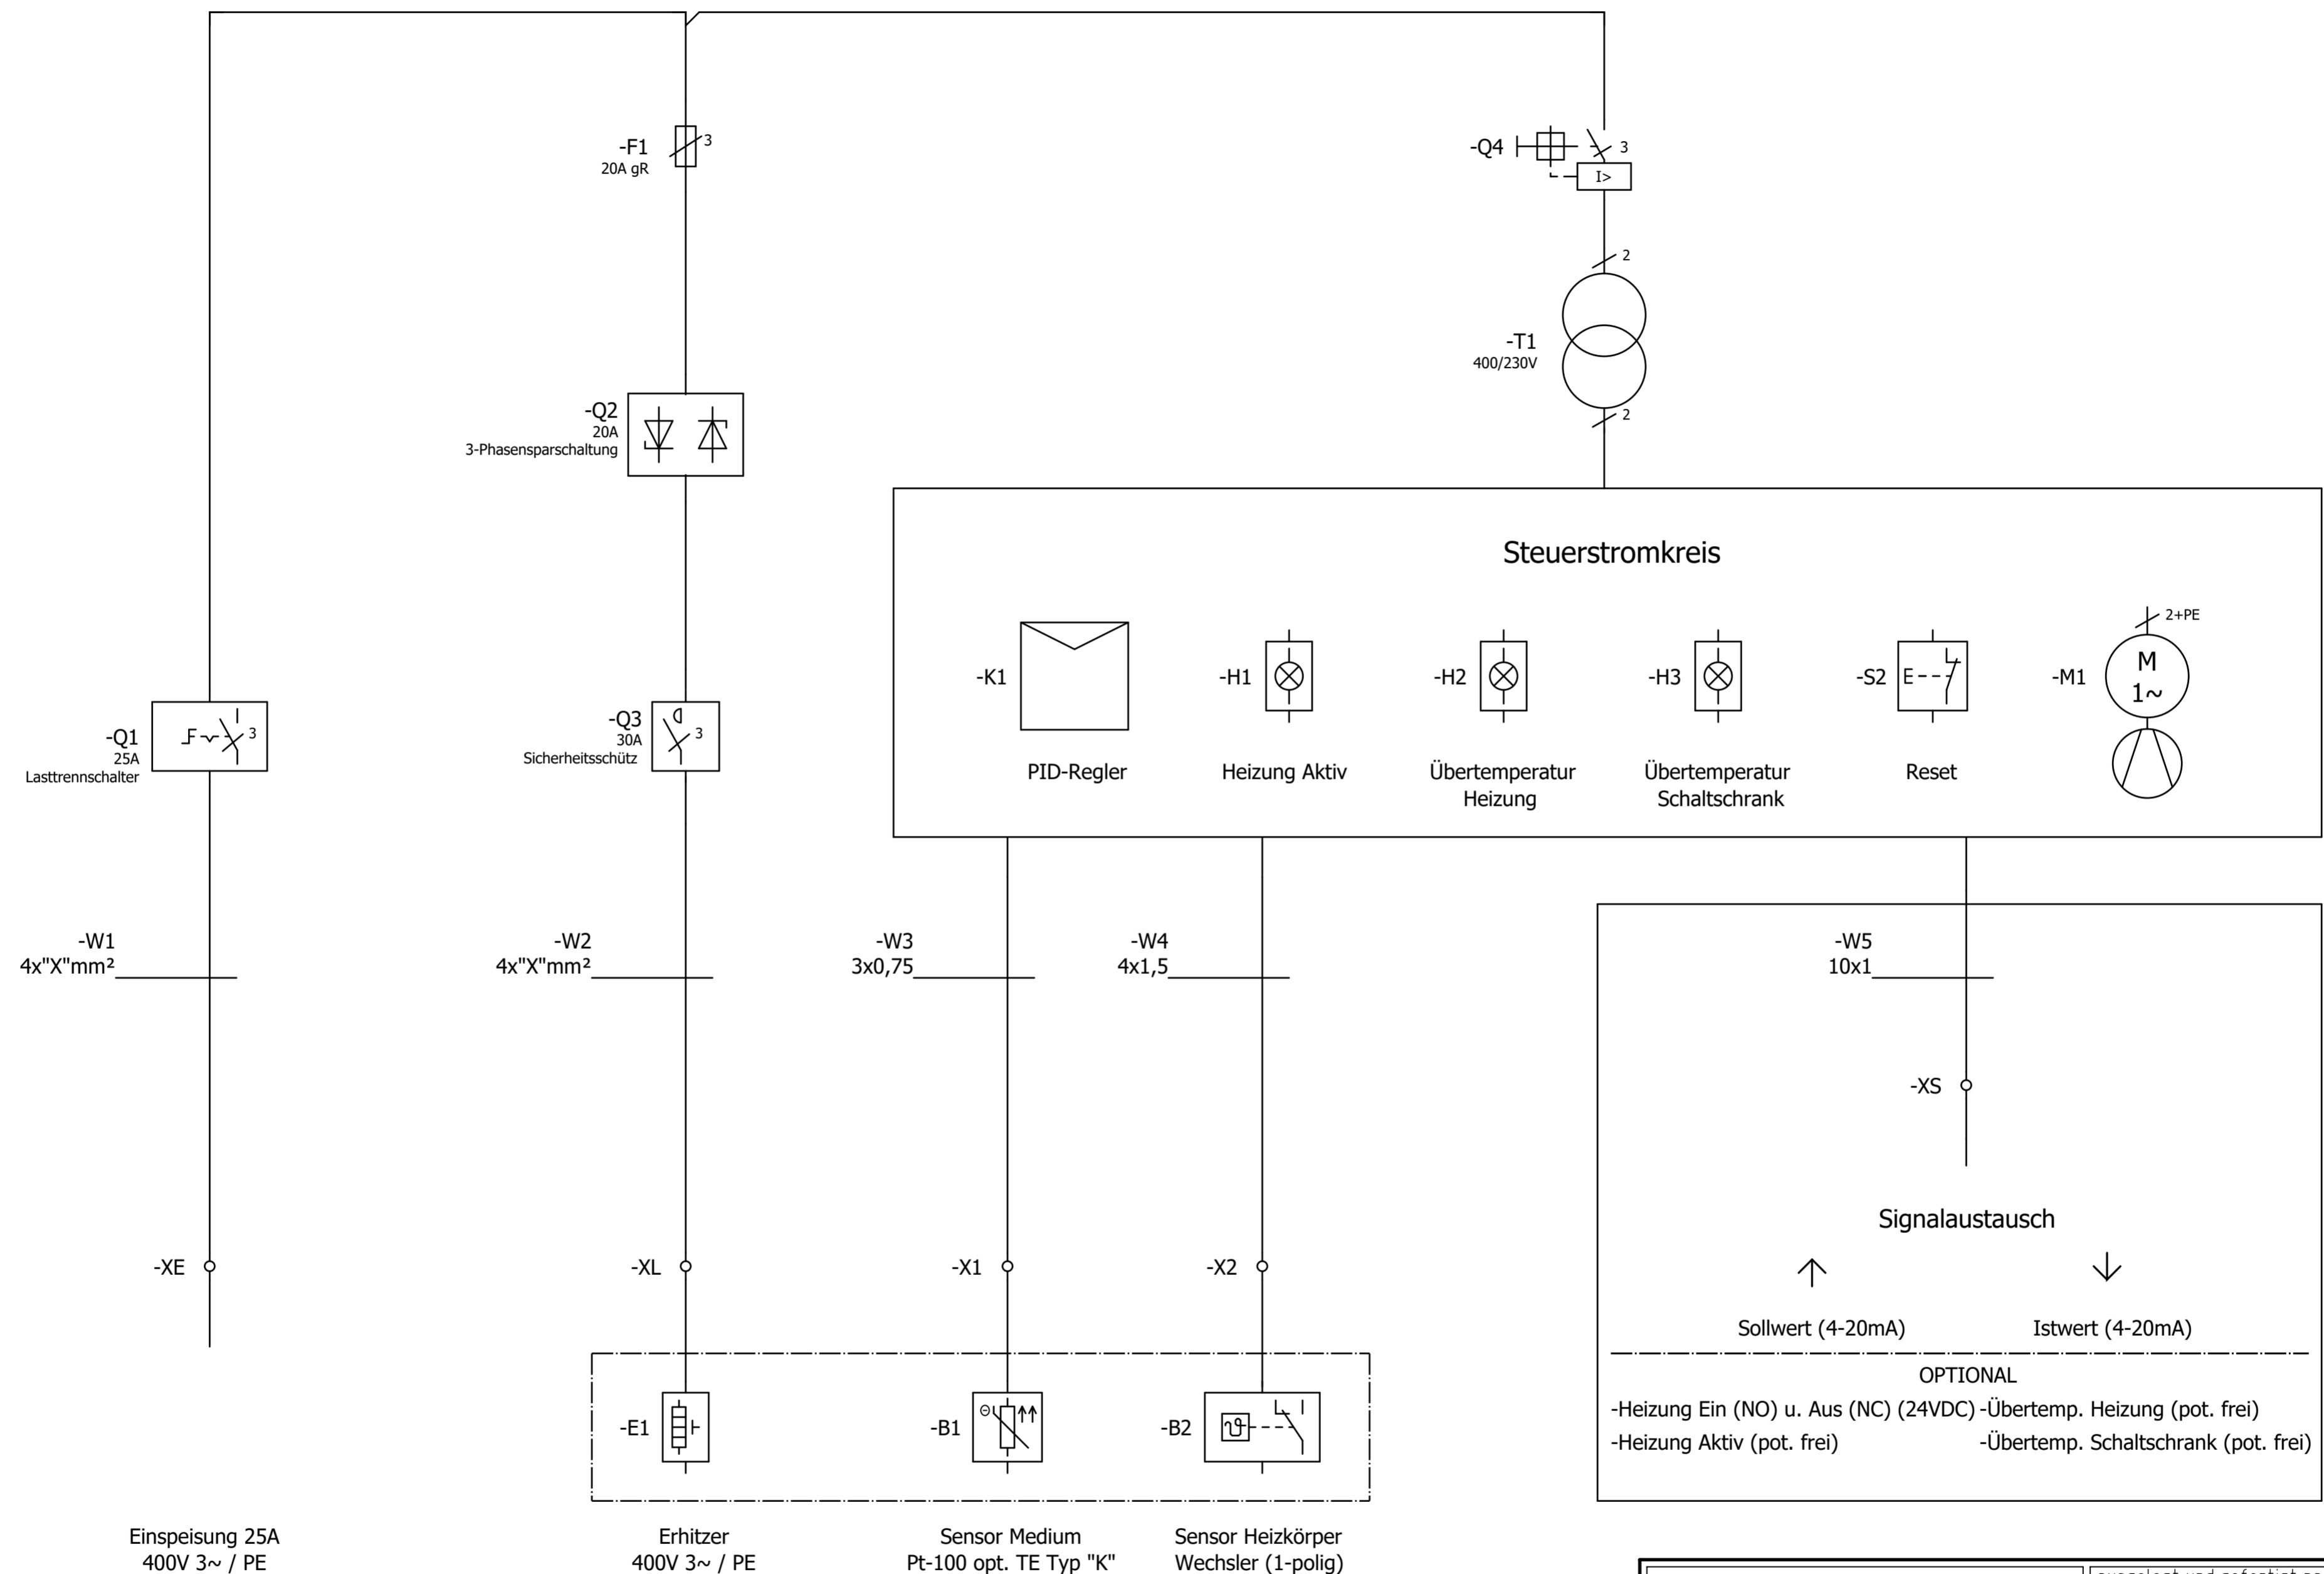 -F1
20A gR
3
-Q4
3
I>
2
-T1
400/230V
2
-Q2
20A
3-Phasensparschaltung
Steuerstromkreis
-K1
-H1
-H2
-H3
-S2
E
-M1
2+PE
M
1~
PID-Regler
Heizung Aktiv
Übertemperatur
Heizung
Übertemperatur
Schaltschrank
Reset
-Q1
25A
Lasttrennschalter
3
-Q3
30A
Sicherheitsschütz
3
-W1
4x"X"mm²
-W2
4x"X"mm²
-W3
3x0,75
-W4
4x1,5
-W5
10x1
-XS
Signalaustausch
-XE
-XL
-X1
-X2
Sollwert (4-20mA)
Istwert (4-20mA)
OPTIONAL
-Heizung Ein (NO) u. Aus (NC) (24VDC)
-Übertemp. Heizung (pot. frei)
-Heizung Aktiv (pot. frei)
-Übertemp. Schaltschrank (pot. frei)
-E1
-B1
-B2
ϑ
Einspeisung 25A
400V 3~ / PE
Erhitzer
400V 3~ / PE
Sensor Medium
Pt-100 opt. TE Typ "K"
Sensor Heizkörper
Wechsler (1-polig)